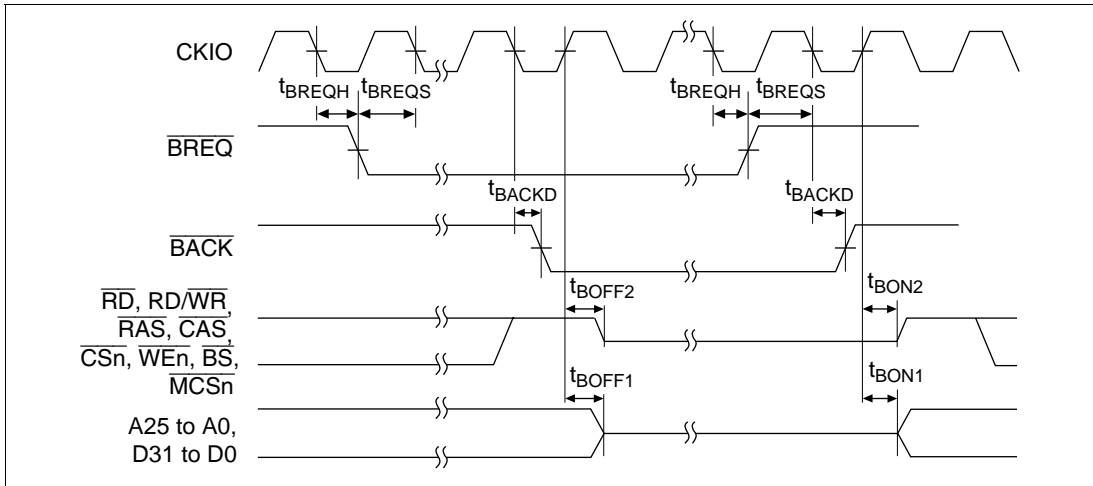 CKIO
tBREQH tBREQS tBREQH tBREQS
BREQ
tBACKD tBACKD
BACK
RD, RD/WR,
RAS, CAS,
CSn, WEn, BS,
MCSn
tBOFF2 tBON2
tBOFF1 tBON1
A25 to A0,
D31 to D0